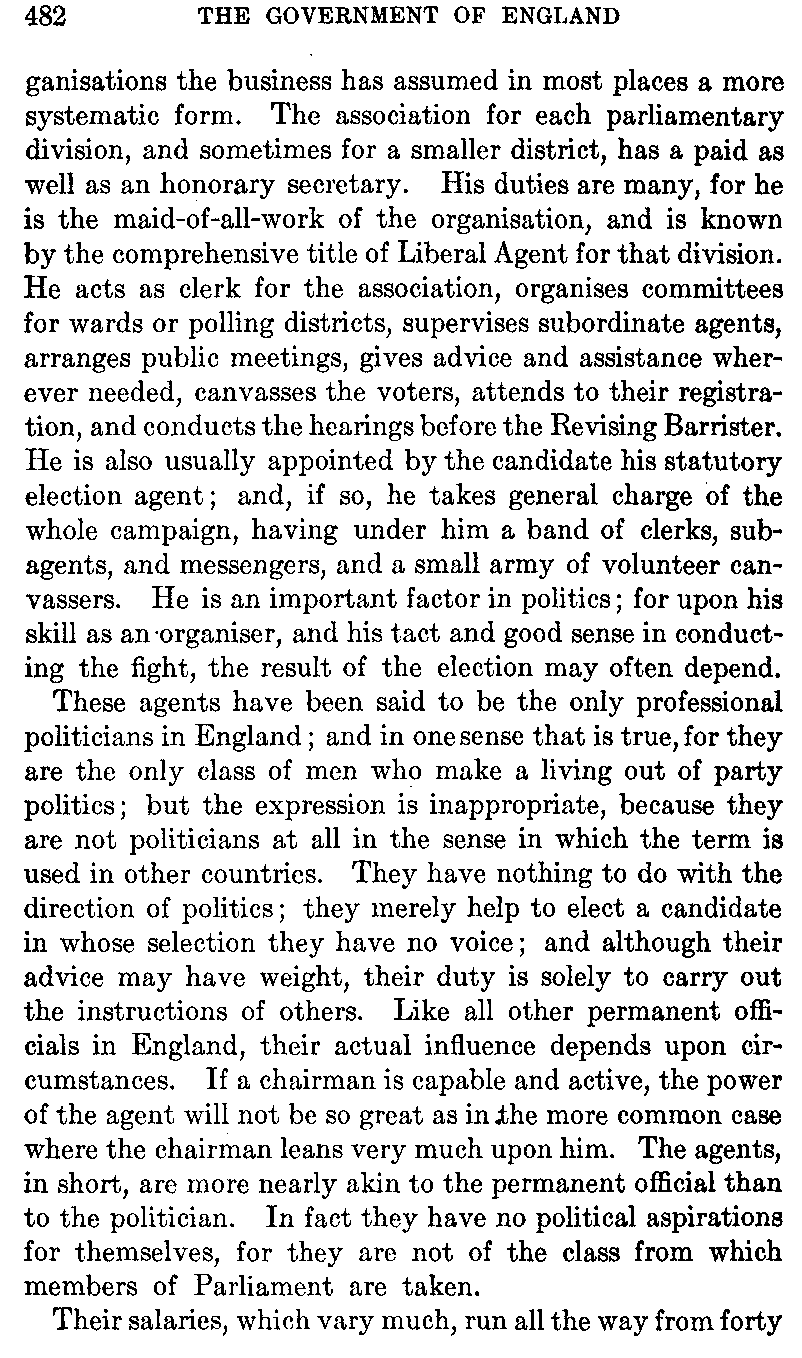 482 THE GOVERNMENT OF ENGLAND
ganisations the business has assumed in most places a more
systematic form. The association for each parliamentary
division, and sometimes for a smaller district, has a paid as
well as an honorary secretary. His duties are many, for he
is the maid-of-all-work of the organisation, and is known
by the comprehensive title of Liberal Agent for that division.
He acts as clerk for the association, organises committees
for wards or polling districts, supervises subordinate agents,
arranges public meetings, gives advice and assistance wher-
ever needed, canvasses the voters, attends to their registra-
tion, and conducts the hearings before the Revising Barrister.
He is also usually appointed by the candidate his statutory
election agent; and, if so, he takes general charge of the
whole campaign, having under him a band of clerks, sub-
agents, and messengers, and a small army of volunteer can-
vassers. He is an important factor in politics; for upon his
skill as an organiser, and his tact and good sense in conduct-
ing the fight, the result of the election may often depend.
These agents have been said to be the only professional
politicians in England; and in one sense that is true, for they
are the only class of men who make a living out of party
politics; but the expression is inappropriate, because they
are not politicians at all in the sense in which the term is
used in other countries. They have nothing to do with the
direction of politics; they merely help to elect a candidate
in whose selection they have no voice; and although their
advice may have weight, their duty is solely to carry out
the instructions of others. Like all other permanent offi-
cials in England, their actual influence depends upon cir-
cumstances. If a chairman is capable and active, the power
of the agent will not be so great as in the more common case
where the chairman leans very much upon him. The agents,
in short, are more nearly akin to the permanent official than
to the politician. In fact they have no political aspirations
for themselves, for they are not of the class from which
members of Parliament are taken.
Their salaries, which vary much, run all the way from forty